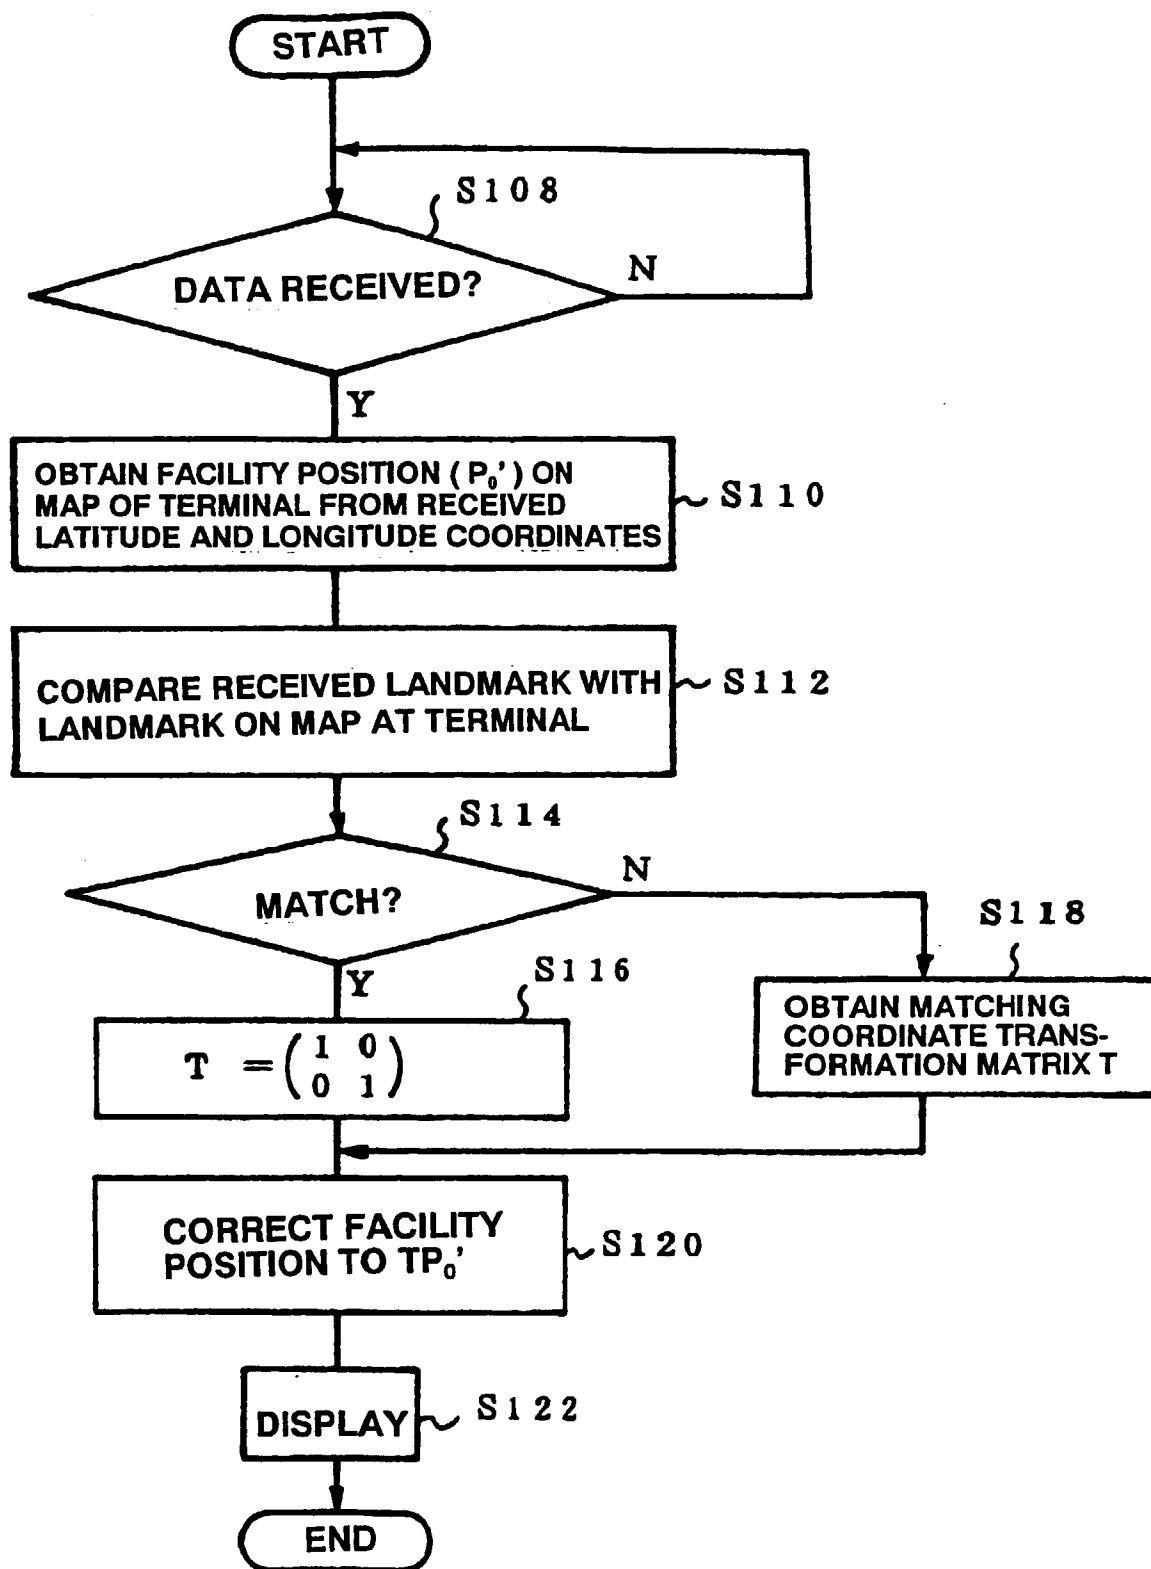 START
S108
DATA RECEIVED?
N
Y
OBTAIN FACILITY POSITION ( P₀' ) ON
MAP OF TERMINAL FROM RECEIVED
LATITUDE AND LONGITUDE COORDINATES
S110
COMPARE RECEIVED LANDMARK WITH
LANDMARK ON MAP AT TERMINAL
S112
S114
MATCH?
N
Y
S118
OBTAIN MATCHING
COORDINATE TRANS-
FORMATION MATRIX T
S116
T = ( 1 0
0 1 )
CORRECT FACILITY
POSITION TO TP₀'
S120
DISPLAY
S122
END